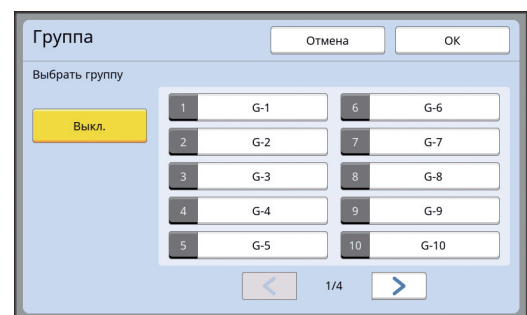 Группа
Отмена
ОК
Выбрать группу
Выкл.
1 G-1
6 G-6
2 G-2
7 G-7
3 G-3
8 G-8
4 G-4
9 G-9
5 G-5
10 G-10
1/4